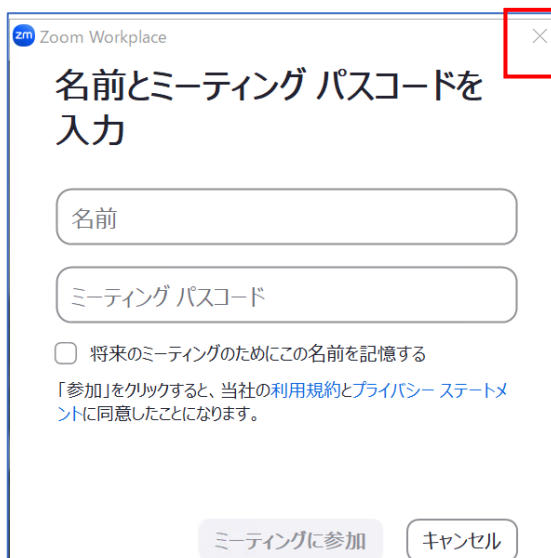 zm Zoom Workplace
名前とミーティング パスコードを
入力
名前
ミーティング パスコード
将来のミーティングのためにこの名前を記憶する
「参加」をクリックすると、当社の利用規約とプライバシー ステートメ
ントに同意したことになります。
ミーティングに参加 キャンセル